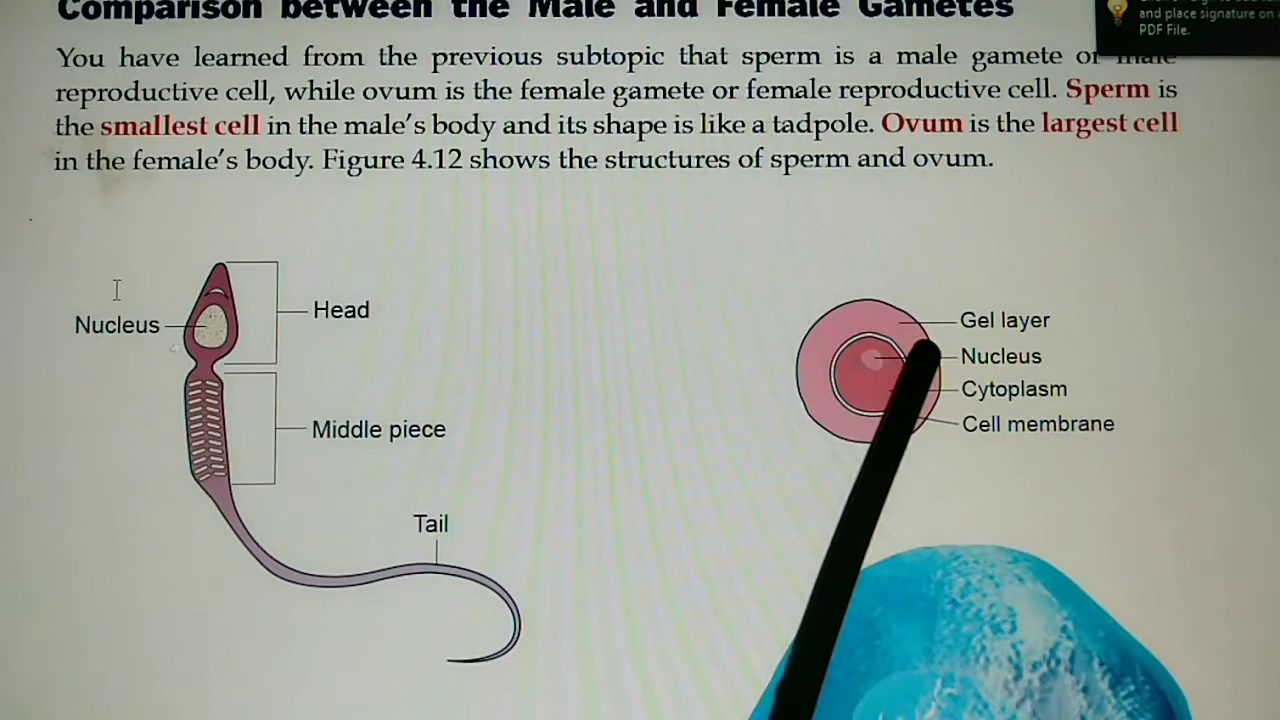 Comparison between the Male and Female Gametes
and place signature on
PDF File.
You have learned from the previous subtopic that sperm is a male gamete or male
reproductive cell, while ovum is the female gamete or female reproductive cell. Sperm is
the smallest cell in the male's body and its shape is like a tadpole. Ovum is the largest cell
in the female's body. Figure 4.12 shows the structures of sperm and ovum.
Head
Nucleus
Middle piece
Tail
Gel layer
Nucleus
Cytoplasm
Cell membrane